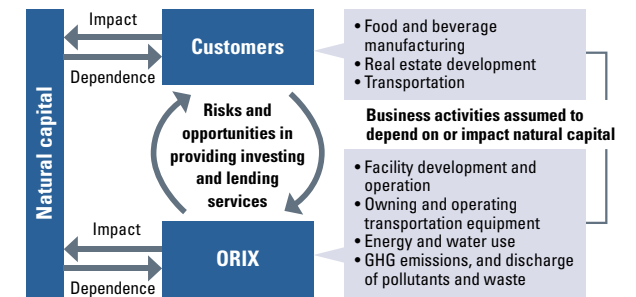 Natural capital
Impact
Dependence
Customers
• Food and beverage
manufacturing
• Real estate development
• Transportation
Risks and
opportunities in
providing investing
and lending
services
Business activities assumed to
depend on or impact natural capital
Impact
Dependence
ORIX
• Facility development and
operation
• Owning and operating
transportation equipment
• Energy and water use
• GHG emissions, and discharge
of pollutants and waste